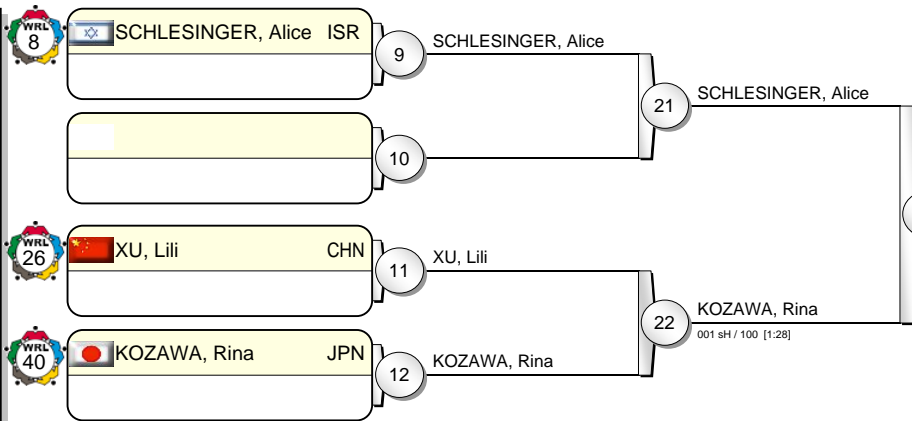 WRL
8
SCHLESINGER, Alice ISR
9
SCHLESINGER, Alice
21
SCHLESINGER, Alice
10
WRL
26
XU, Lili CHN
11
XU, Lili
22
KOZAWA, Rina
001 sH / 100 [1:28]
WRL
40
KOZAWA, Rina JPN
12
KOZAWA, Rina